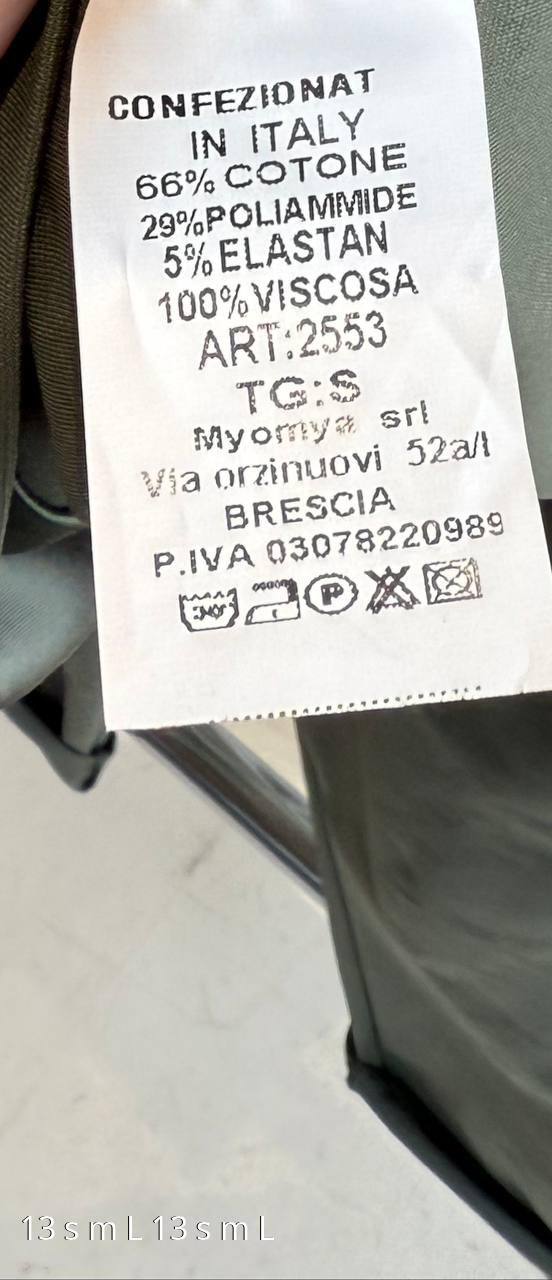 CONFEZIONAT
IN ITALY
66% COTONE
29%POLIAMMIDE
5% ELASTAN
100%VISCOSA
ART:2553
TG:S
Myomya srl
Via orzinuovi 52a/l
BRESCIA
P.IVA 03078220989
P
13 s m L 13 s m L